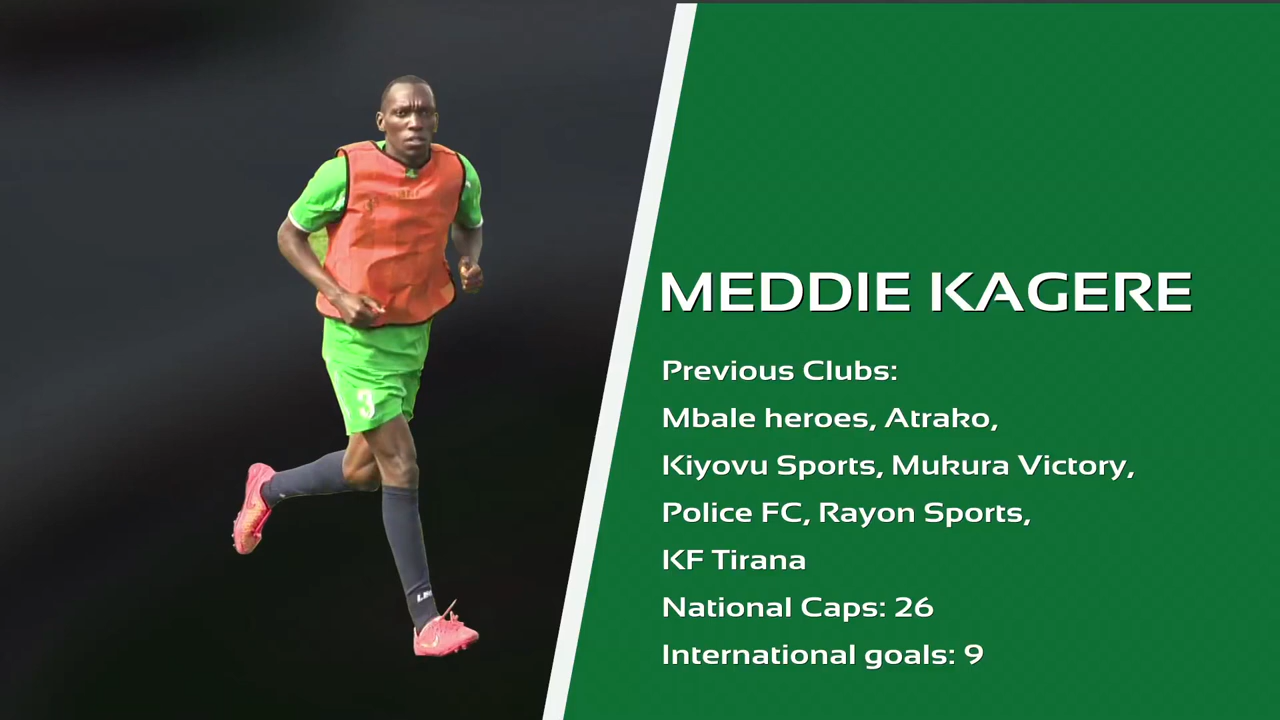 MEDDIE KAGERE
Previous Clubs:
Mbale heroes, Atrako,
Kiyovu Sports, Mukura Victory,
Police FC, Rayon Sports,
KF Tirana
National Caps: 26
International goals: 9
3